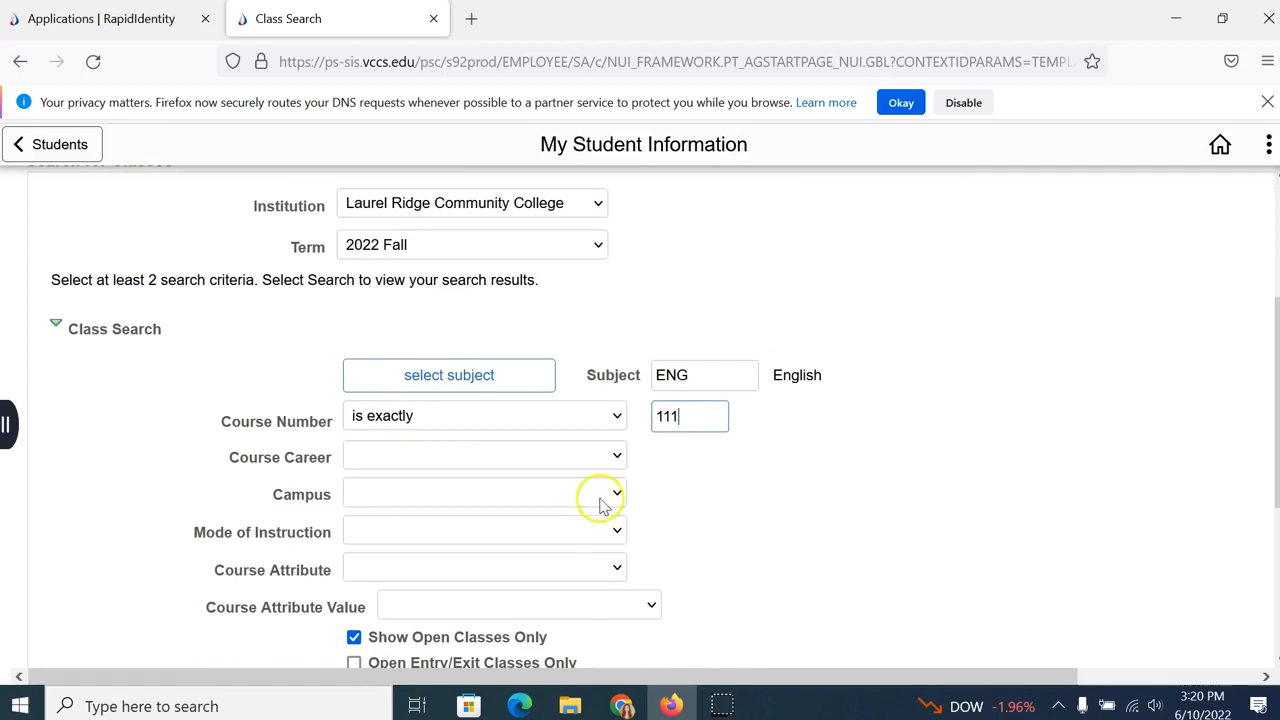 Applications | RapidIdentity
Class Search
https://ps-sis.vccs.edu/psc/s92prod/EMPLOYEE/SA/c/NUI_FRAMEWORK.PT_AGSTARTPAGE_NUI.GBL?CONTEXTIDPARAMS=TEMPL
Your privacy matters. Firefox now securely routes your DNS requests whenever possible to a partner service to protect you while you browse. Learn more
Okay
Disable
Students
My Student Information
Institution
Laurel Ridge Community College
Term
2022 Fall
Select at least 2 search criteria. Select Search to view your search results.
Class Search
select subject
Subject
ENG
English
Course Number
is exactly
111
Course Career
Campus
Mode of Instruction
Course Attribute
Course Attribute Value
Show Open Classes Only
Open Entry/Exit Classes Only
Type here to search
DOW -1.96%
3:20 PM
6/10/2022